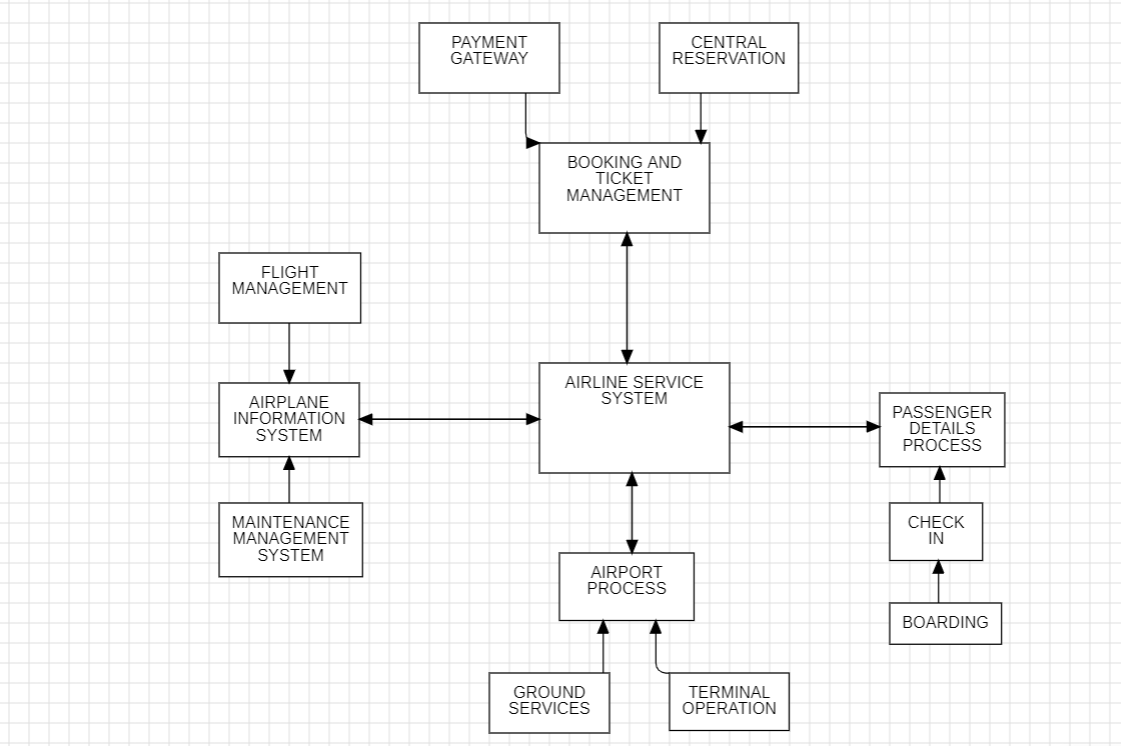 PAYMENT
GATEWAY
CENTRAL
RESERVATION
BOOKING AND
TICKET
MANAGEMENT
FLIGHT
MANAGEMENT
AIRPLANE
INFORMATION
SYSTEM
MAINTENANCE
MANAGEMENT
SYSTEM
AIRLINE SERVICE
SYSTEM
PASSENGER
DETAILS
PROCESS
CHECK
IN
BOARDING
AIRPORT
PROCESS
GROUND
SERVICES
TERMINAL
OPERATION